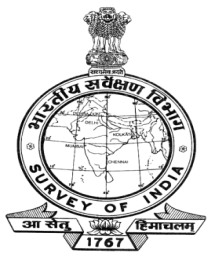 सत्यमेव जयते
भारतीय सर्वेक्षण विभाग
DELHI
KOLKATA
MUMBAI
CHENNAI
SURVEY OF INDIA
आ सेतु हिमाचलम्
1767